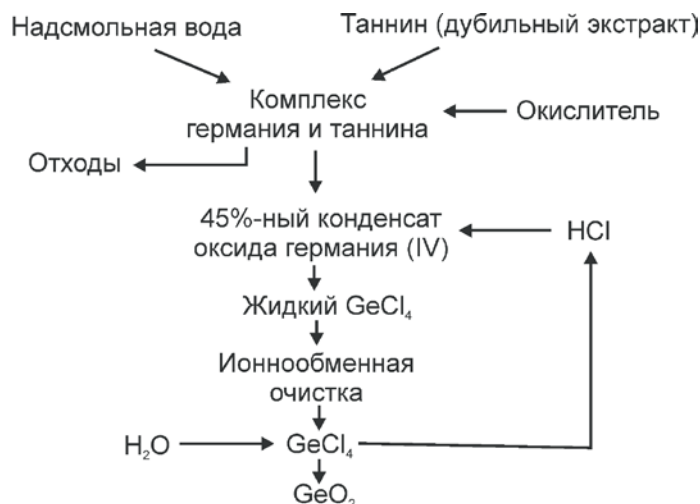 Надсмольная вода
Таннин (дубильный экстракт)
Комплекс
германия и таннина
Окислитель
Отходы
45%-ный конденсат
оксида германия (IV)
HCl
Жидкий GeCl₄
Ионнообменная
очистка
H₂O
GeCl₄
GeO₂